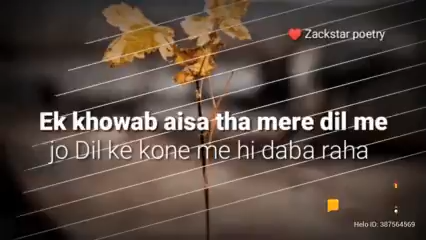 ❤️ Zackstar poetry
Ek khowab aisa tha mere dil me
jo Dil ke kone me hi daba raha
Helo ID: 387564569